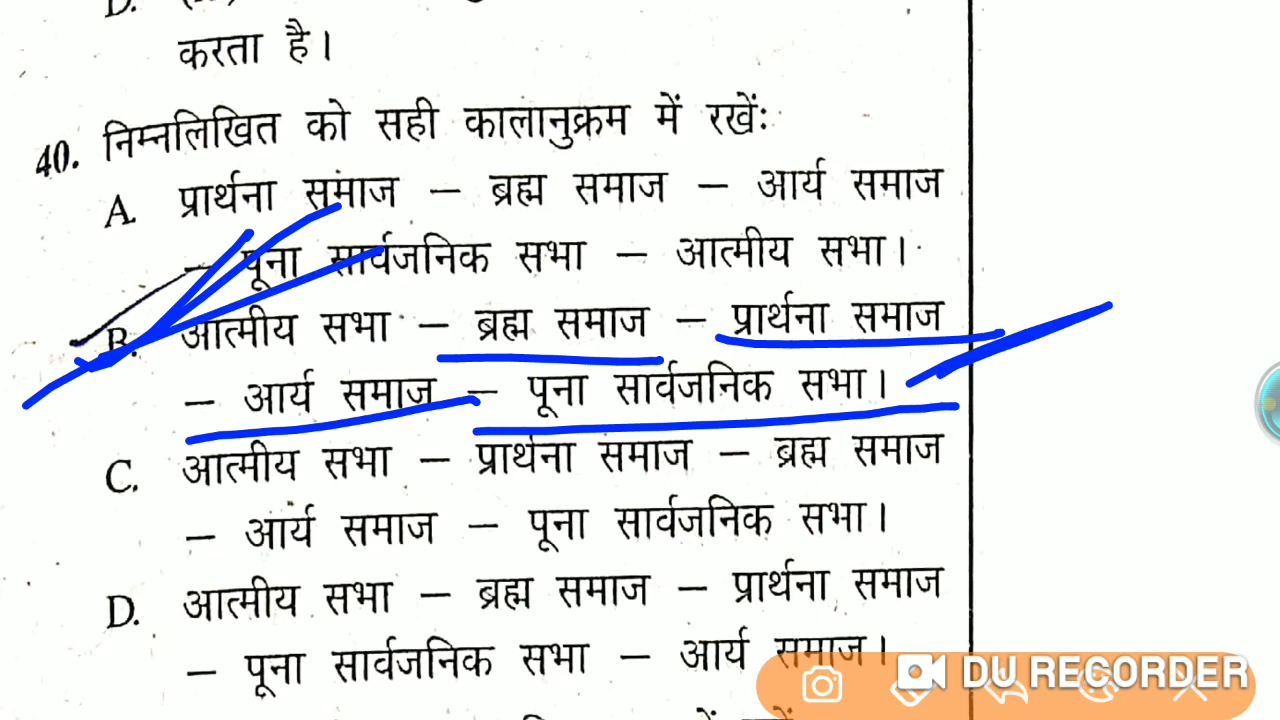 करता है।
40. निम्नलिखित को सही कालानुक्रम में रखें:
A. प्रार्थना समाज – ब्रह्म समाज – आर्य समाज
– पूना सार्वजनिक सभा – आत्मीय सभा।
B. आत्मीय सभा – ब्रह्म समाज – प्रार्थना समाज
– आर्य समाज – पूना सार्वजनिक सभा।
C. आत्मीय सभा – प्रार्थना समाज – ब्रह्म समाज
– आर्य समाज – पूना सार्वजनिक सभा।
D. आत्मीय सभा – ब्रह्म समाज – प्रार्थना समाज
– पूना सार्वजनिक सभा – आर्य समाज।
DU RECORDER